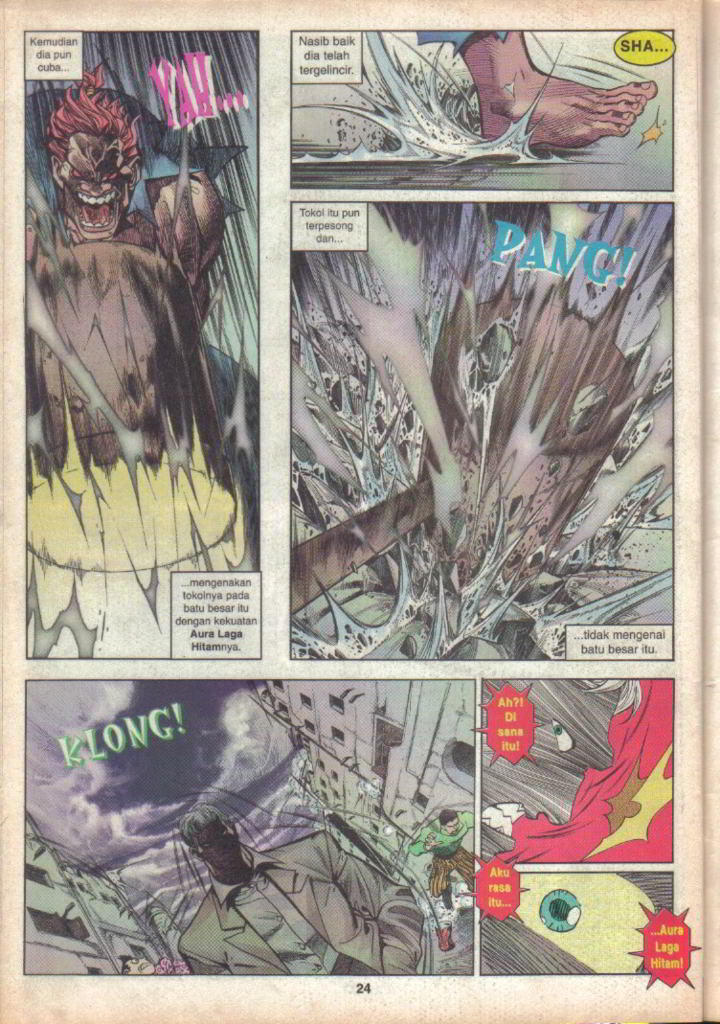 Kemudian
dia pun
cuba...
YAH...
...mengenakan
tokolnya pada
batu besar itu
dengan kekuatan
Aura Laga
Hitamnya.
Nasib baik
dia telah
tergelincir.
SHA...
Tokol itu pun
terpesong
dan...
PANG!
...tidak mengenai
batu besar itu.
KLONG!
Ah?!
Di
sana
itu!
Aku
rasa
itu...
...Aura
Laga
Hitam!
24